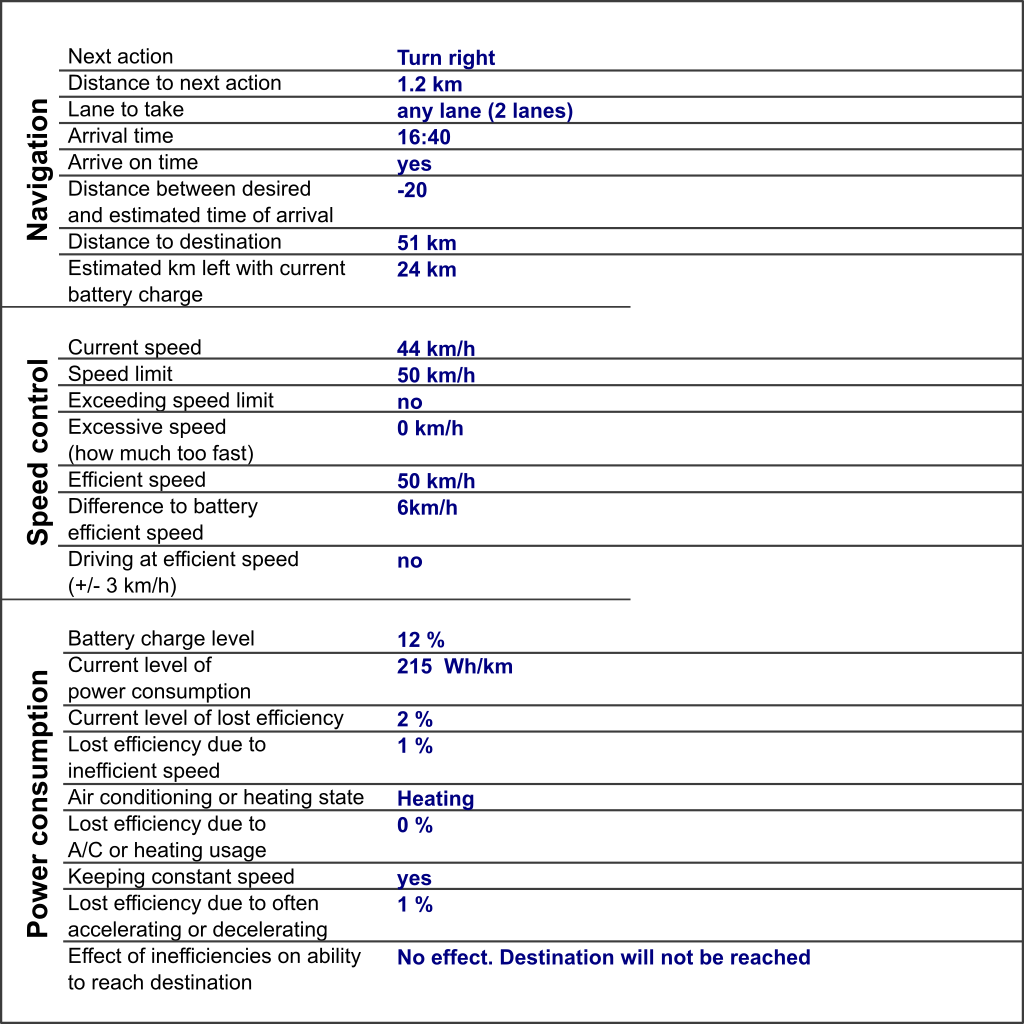 Navigation
Next action Turn right
Distance to next action 1.2 km
Lane to take any lane (2 lanes)
Arrival time 16:40
Arrive on time yes
Distance between desired -20
and estimated time of arrival
Distance to destination 51 km
Estimated km left with current 24 km
battery charge
Speed control
Current speed 44 km/h
Speed limit 50 km/h
Exceeding speed limit no
Excessive speed 0 km/h
(how much too fast)
Efficient speed 50 km/h
Difference to battery 6km/h
efficient speed
Driving at efficient speed no
(+/- 3 km/h)
Power consumption
Battery charge level 12 %
Current level of 215 Wh/km
power consumption
Current level of lost efficiency 2 %
Lost efficiency due to 1 %
inefficient speed
Air conditioning or heating state Heating
Lost efficiency due to 0 %
A/C or heating usage
Keeping constant speed yes
Lost efficiency due to often 1 %
accelerating or decelerating
Effect of inefficiencies on ability No effect. Destination will not be reached
to reach destination